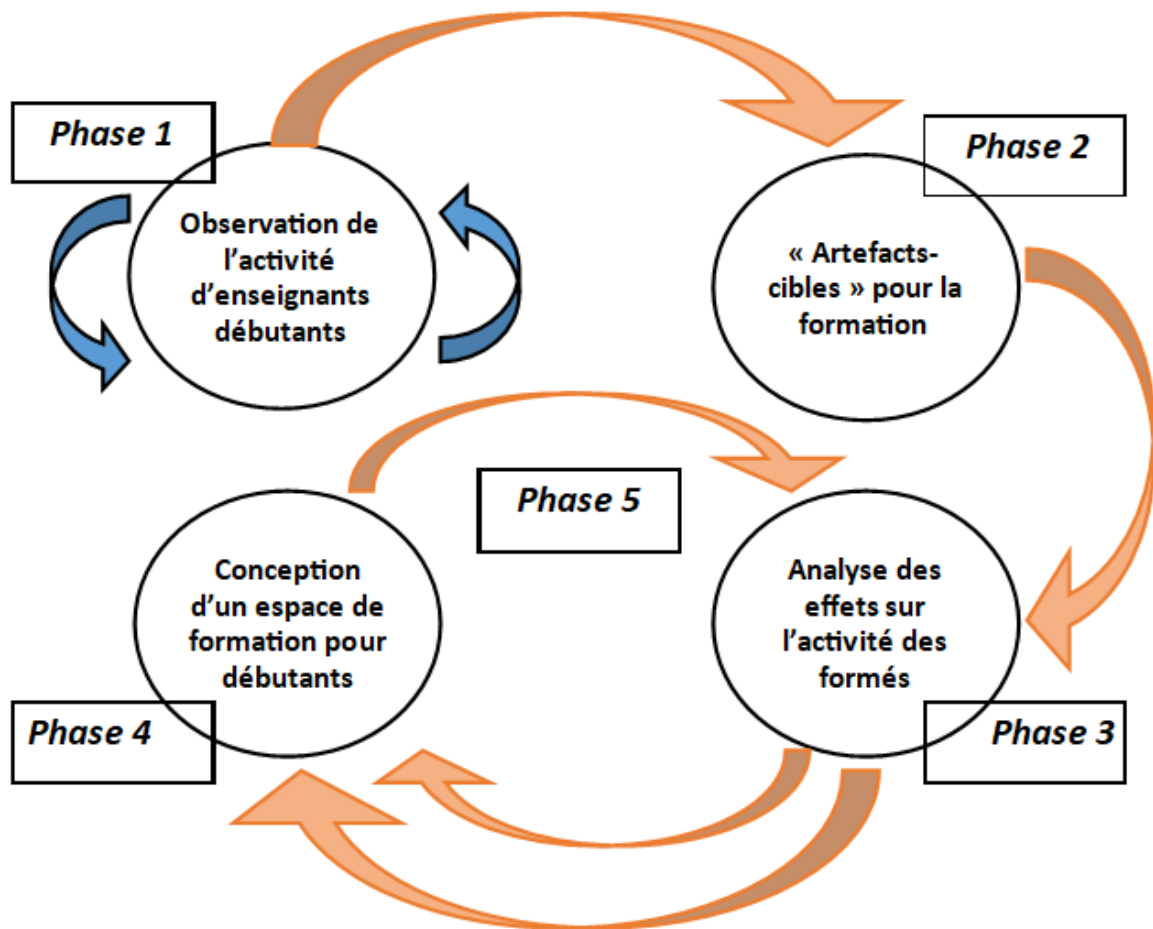 Phase 1
Observation de
l’activité
d’enseignants
débutants
Phase 2
« Artefacts-
cibles » pour la
formation
Phase 5
Conception
d’un espace de
formation pour
débutants
Phase 4
Analyse des
effets sur
l’activité des
formés
Phase 3